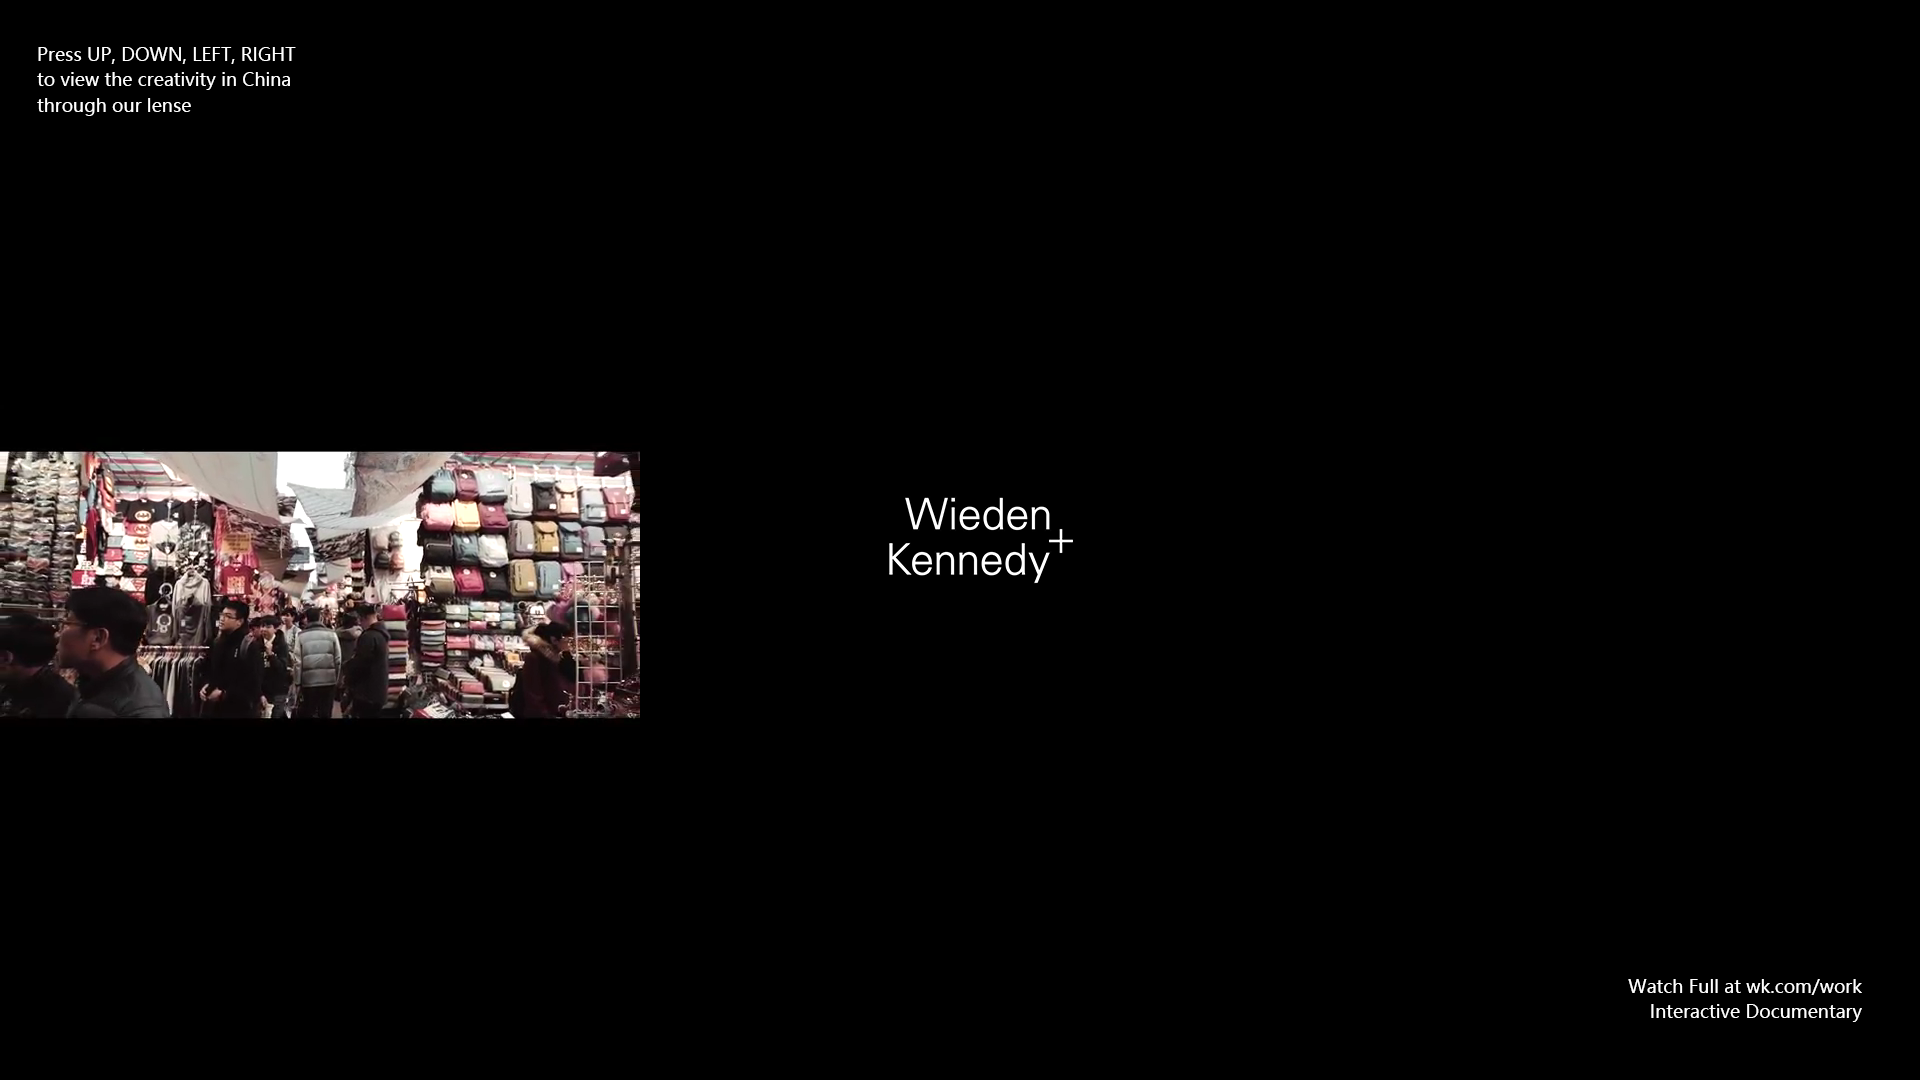 Press UP, DOWN, LEFT, RIGHT
to view the creativity in China
through our lense
Wieden
Kennedy+
Watch Full at wk.com/work
Interactive Documentary